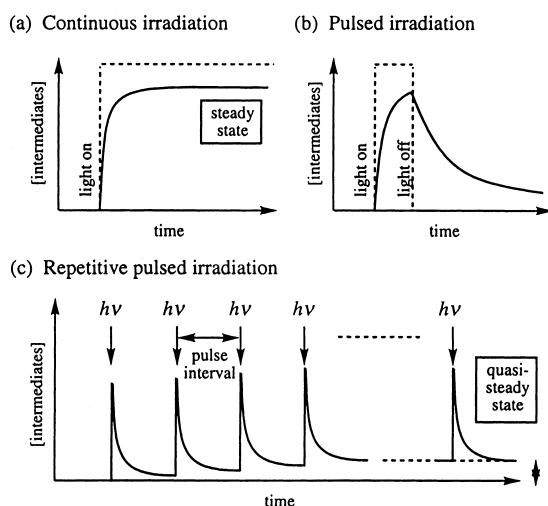 (a) Continuous irradiation
[intermediates]
light on
steady
state
time
(b) Pulsed irradiation
[intermediates]
light on
light off
time
(c) Repetitive pulsed irradiation
[intermediates]
hν hν hν hν hν
pulse
interval
quasi-
steady
state
time